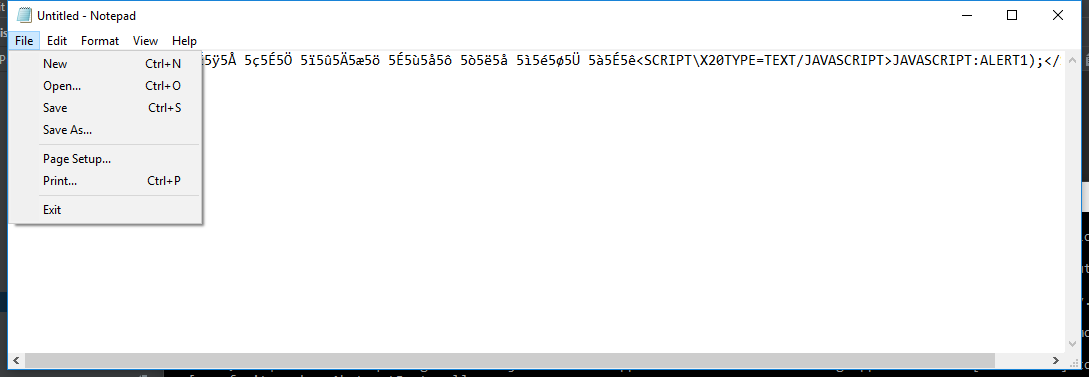 Untitled - Notepad
File Edit Format View Help
5ÿ5Å 5ç5É5Ö 5ï5û5Ä5æ5ö 5É5ù5å5ô 5ò5ë5å 5ì5é5ø5Ü 5à5É5ê<SCRIPT\X20TYPE=TEXT/JAVASCRIPT>JAVASCRIPT:ALERT1);</
New Ctrl+N
Open... Ctrl+O
Save Ctrl+S
Save As...
Page Setup...
Print... Ctrl+P
Exit